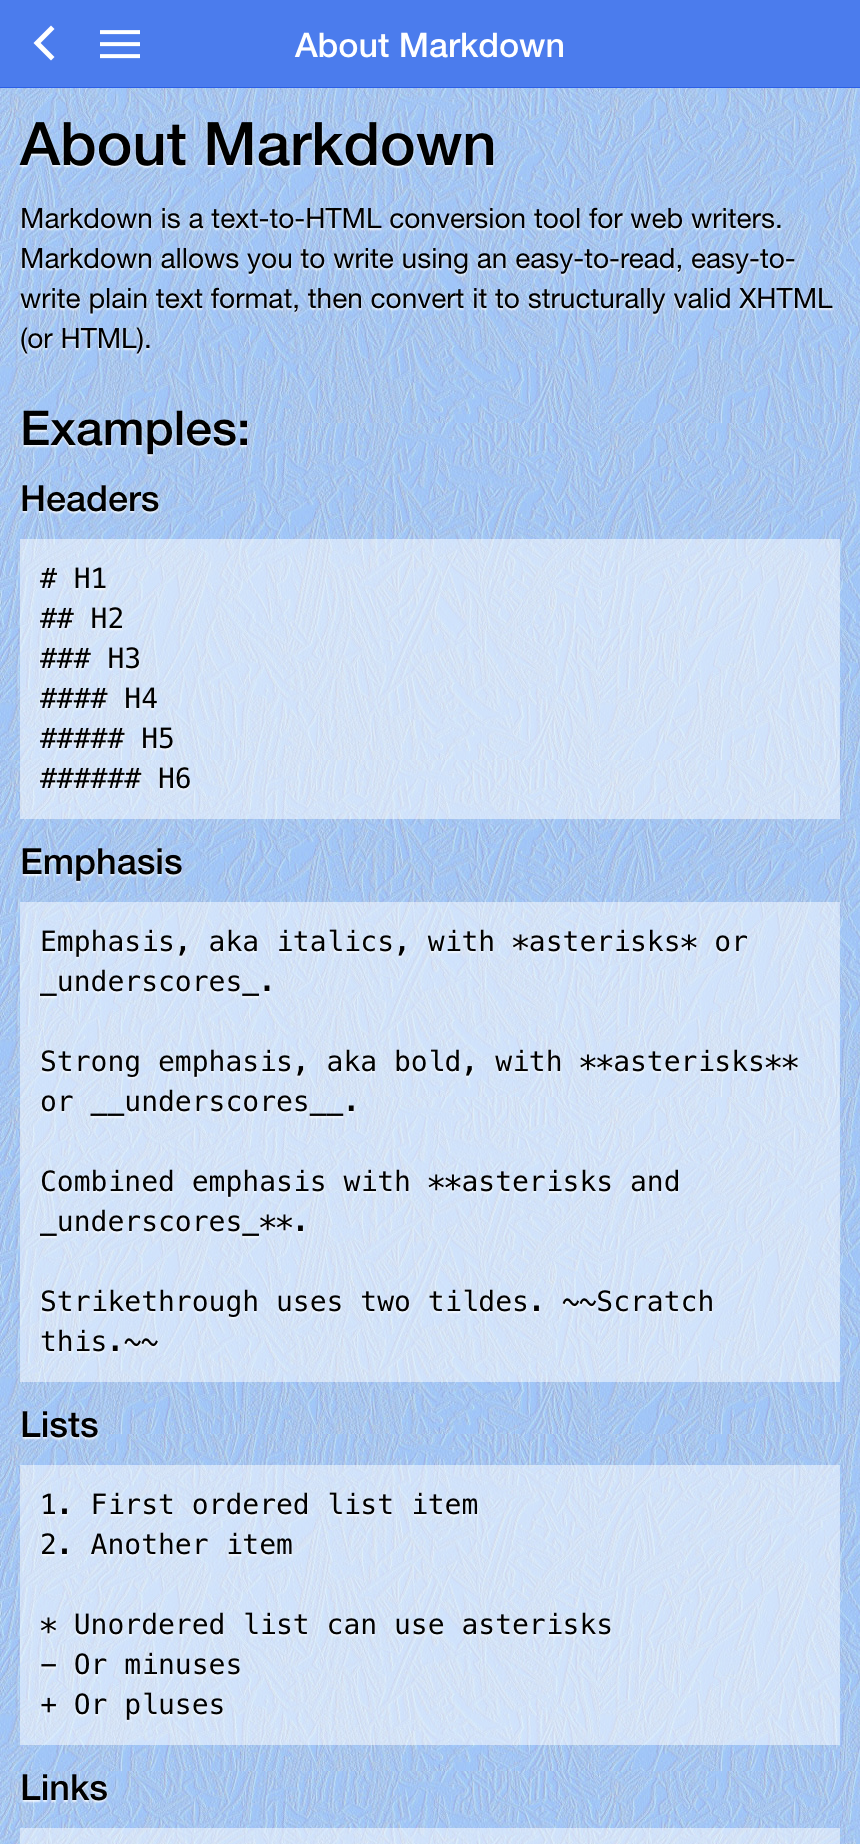 About Markdown
About Markdown
Markdown is a text-to-HTML conversion tool for web writers.
Markdown allows you to write using an easy-to-read, easy-to-
write plain text format, then convert it to structurally valid XHTML
(or HTML).
Examples:
Headers
# H1
## H2
### H3
#### H4
##### H5
###### H6
Emphasis
Emphasis, aka italics, with *asterisks* or
_underscores_.
Strong emphasis, aka bold, with **asterisks**
or __underscores__.
Combined emphasis with **asterisks and
_underscores_**.
Strikethrough uses two tildes. ~~Scratch
this.~~
Lists
1. First ordered list item
2. Another item
* Unordered list can use asterisks
- Or minuses
+ Or pluses
Links